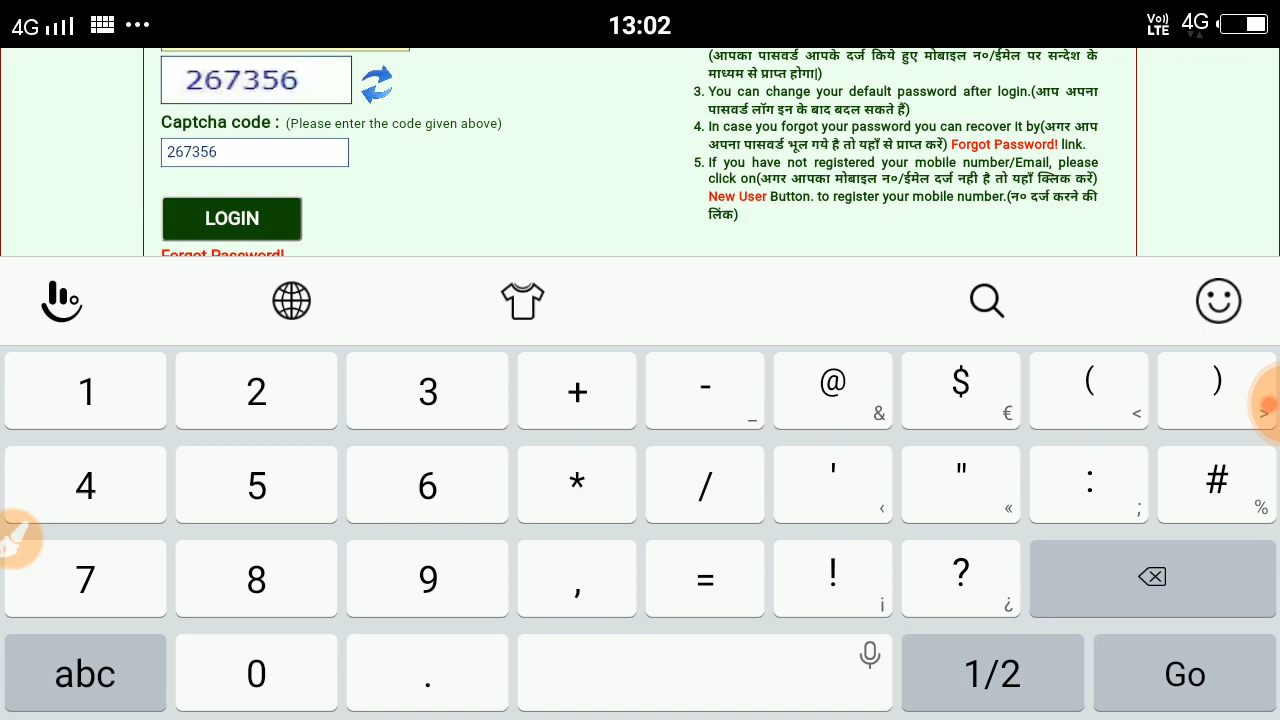 4G
13:02
Vo)) LTE 4G
267356
Captcha code : (Please enter the code given above)
267356
LOGIN
Forgot Password!
(आपका पासवर्ड आपके दर्ज किये हुए मोबाइल न०/ईमेल पर सन्देश के
माध्यम से प्राप्त होगा|)
3. You can change your default password after login.(आप अपना
पासवर्ड लॉग इन के बाद बदल सकते हैं)
4. In case you forgot your password you can recover it by(अगर आप
अपना पासवर्ड भूल गये है तो यहाँ से प्राप्त करें) Forgot Password! link.
5. If you have not registered your mobile number/Email, please
click on(अगर आपका मोबाइल न०/ईमेल दर्ज नही है तो यहाँ क्लिक करें)
New User Button. to register your mobile number.(न० दर्ज करने की
लिंक)
1 2 3 + - _ @ & $ € ( < ) >
4 5 6 * / ' ‹ " « : ; # %
7 8 9 , = ! ¡ ? ¿
abc 0 . 1/2 Go